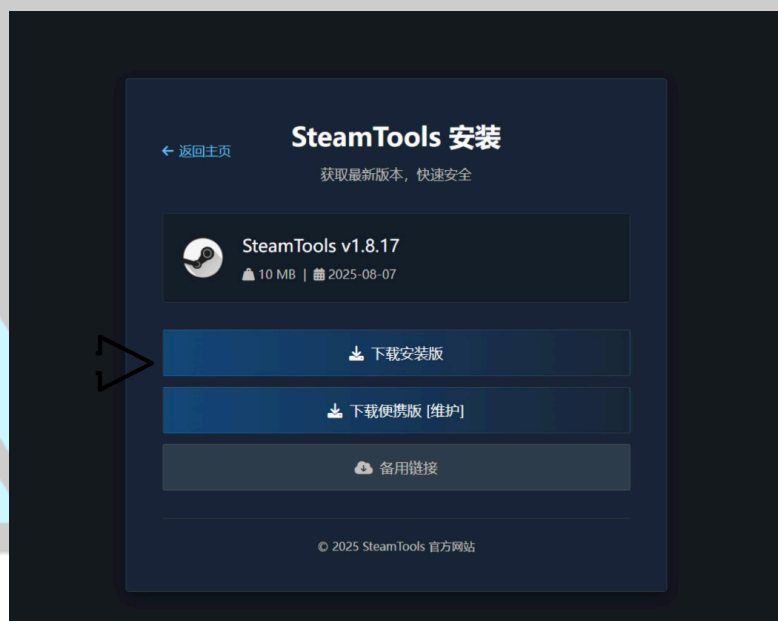 SteamTools 安装
返回主页
获取最新版本，快速安全
SteamTools v1.8.17
10 MB | 2025-08-07
下载安装版
下载便携版 [维护]
备用链接
© 2025 SteamTools 官方网站